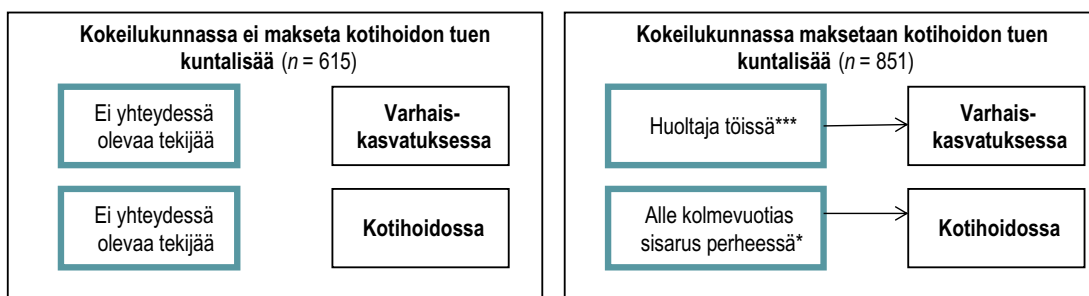 Kokeilukunnassa ei makseta kotihoidon tuen
kuntalisää (n = 615)
Ei yhteydessä
olevaa tekijää
Varhais-
kasvatuksessa
Ei yhteydessä
olevaa tekijää
Kotihoidossa
Kokeilukunnassa maksetaan kotihoidon tuen
kuntalisää (n = 851)
Huoltaja töissä***
Varhais-
kasvatuksessa
Alle kolmevuotias
sisarus perheessä*
Kotihoidossa